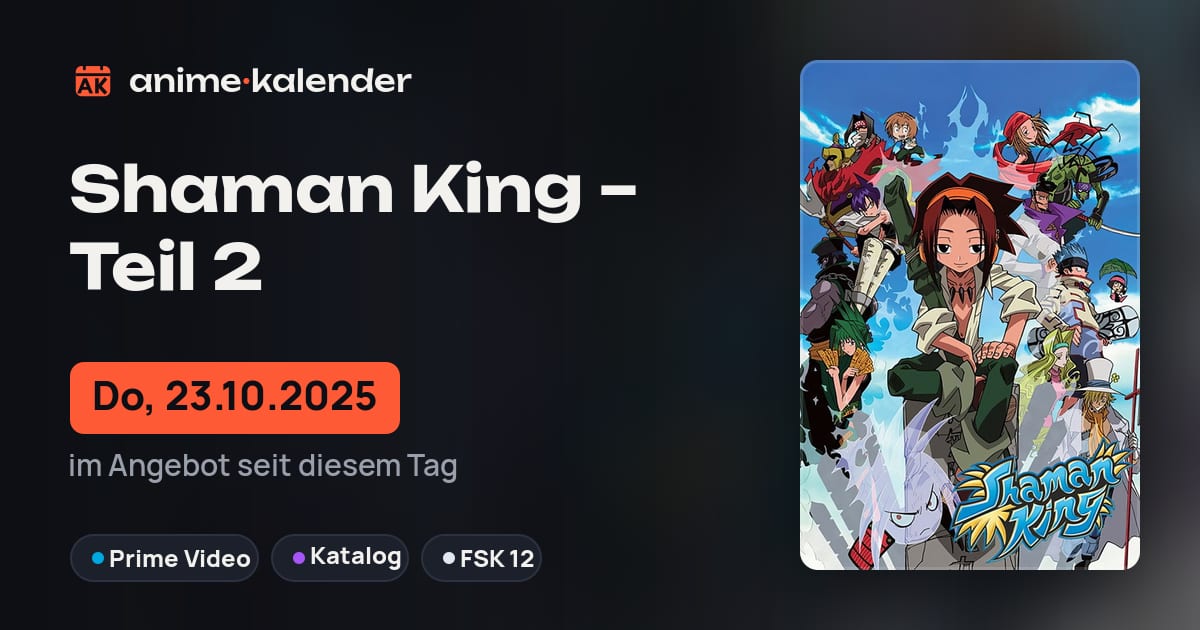 AK
anime·kalender
Shaman King –
Teil 2
Do, 23.10.2025
im Angebot seit diesem Tag
Prime Video
Katalog
FSK 12
Shaman
King